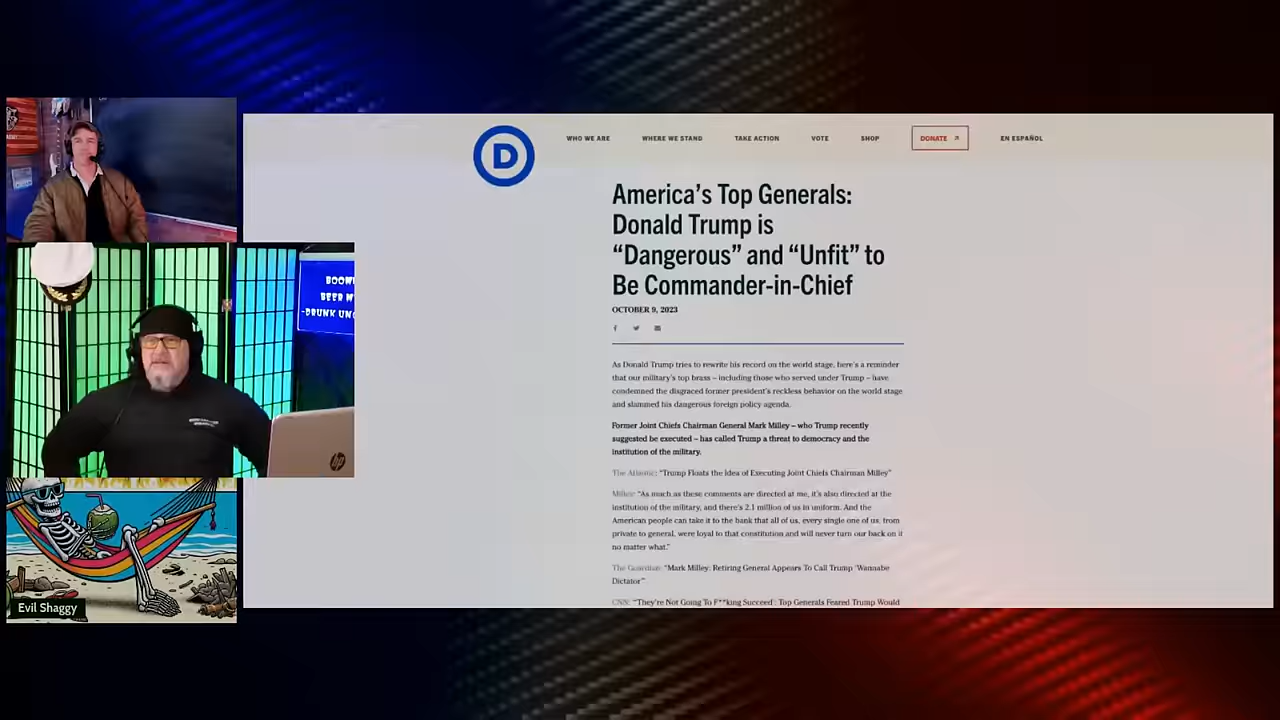 WHO WE ARE
WHERE WE STAND
TAKE ACTION
VOTE
SHOP
DONATE
EN ESPAÑOL
D
America's Top Generals:
Donald Trump is
“Dangerous” and “Unfit” to
Be Commander-in-Chief
OCTOBER 9, 2023
As Donald Trump tries to rewrite his record on the world stage, here's a reminder
that our military's top brass – including those who served under Trump – have
condemned the disgraced former president's reckless behavior on the world stage
and slammed his dangerous foreign policy agenda.
Former Joint Chiefs Chairman General Mark Milley – who Trump recently
suggested be executed – has called Trump a threat to democracy and the
institution of the military.
The Atlantic: “Trump Floats the Idea of Executing Joint Chiefs Chairman Milley”
Milley: “As much as these comments are directed at me, it's also directed at the
institution of the military, and there's 2.1 million of us in uniform. And the
American people can take it to the bank that all of us, every single one of us, from
private to general, were loyal to that constitution and will never turn our back on it
no matter what.”
The Guardian: “Mark Milley: Retiring General Appears To Call Trump ‘Wannabe
Dictator’”
CNN: “‘They're Not Going To F**king Succeed’: Top Generals Feared Trump Would
BEER
-DRUNK
hp
Evil Shaggy